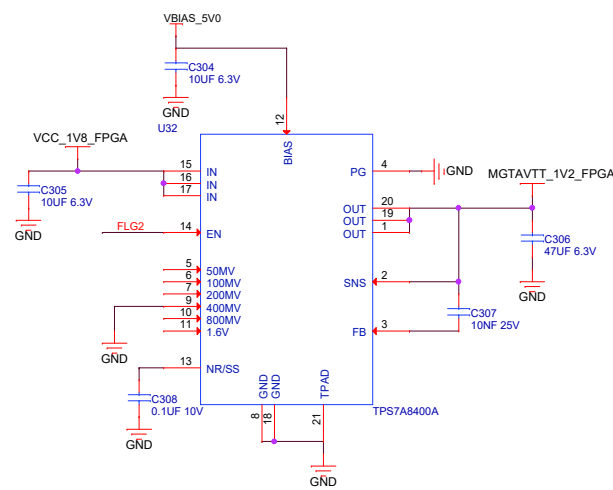 VBIAS_5V0
C304
10UF 6.3V
GND
12
U32
VCC_1V8_FPGA
BIAS
15
IN
PG
4
GND
16
IN
MGTAVTT_1V2_FPGA
17
IN
C305
10UF 6.3V
GND
OUT
20
OUT
19
OUT
1
FLG2
14
EN
C306
47UF 6.3V
GND
5
50MV
6
100MV
7
200MV
9
400MV
10
800MV
11
1.6V
SNS
2
C307
10NF 25V
FB
3
GND
13
NR/SS
C308
0.1UF 10V
GND
GND
GND
TPAD
8
18
21
TPS7A8400A
GND